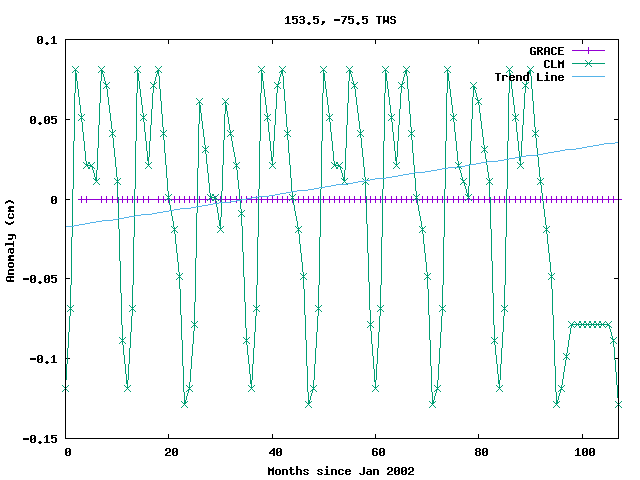 153.5, -75.5 TWS
0.1
GRACE
CLM
Trend Line
0.05
0
Anomaly (cm)
-0.05
-0.1
-0.15
0 20 40 60 80 100
Months since Jan 2002